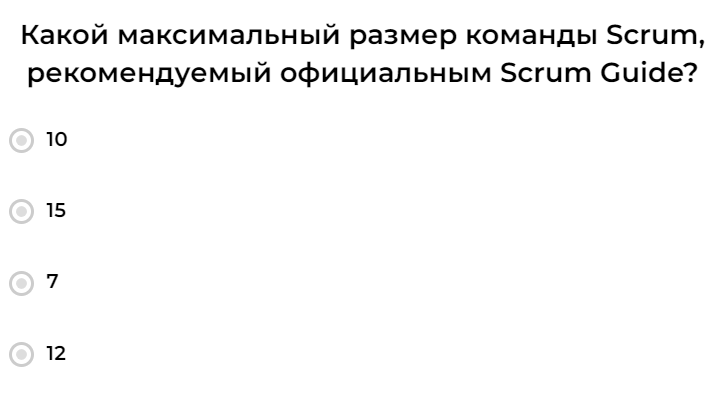 Какой максимальный размер команды Scrum,
рекомендуемый официальным Scrum Guide?
10
15
7
12